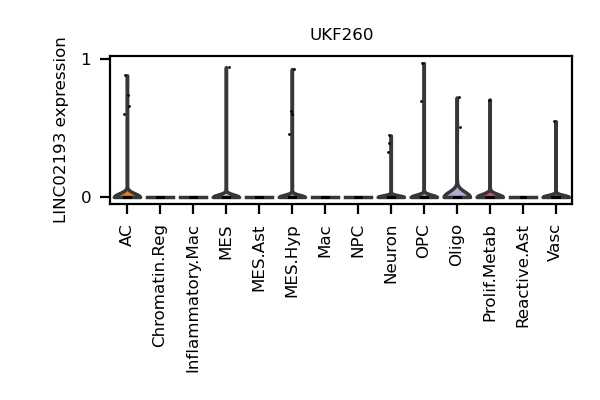 UKF260
LINC02193 expression
1
0
AC
Chromatin.Reg
Inflammatory.Mac
MES
MES.Ast
MES.Hyp
Mac
NPC
Neuron
OPC
Oligo
Prolif.Metab
Reactive.Ast
Vasc